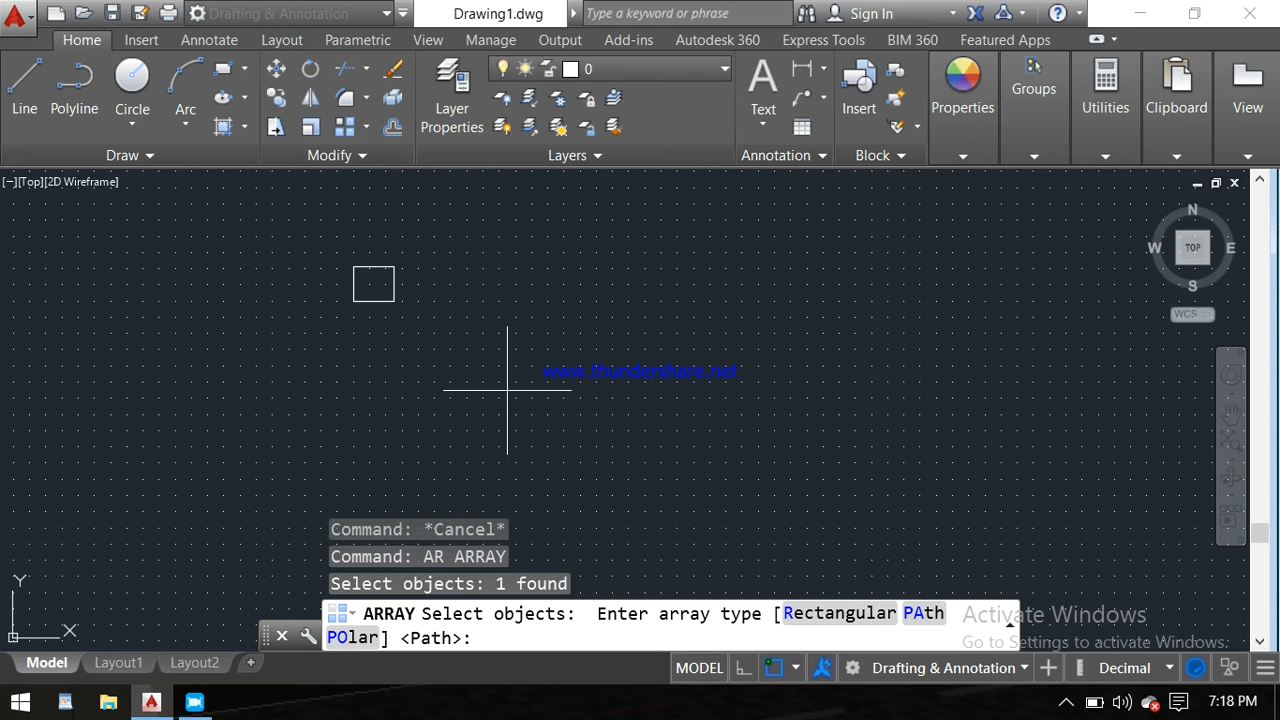 Drafting & Annotation
Drawing1.dwg
Type a keyword or phrase
Sign In
Home Insert Annotate Layout Parametric View Manage Output Add-ins Autodesk 360 Express Tools BIM 360 Featured Apps
0
Line Polyline Circle Arc
Layer
Properties
Text
Insert
Properties
Groups
Utilities
Clipboard
View
Draw
Modify
Layers
Annotation
Block
[−][Top][2D Wireframe]
N
W TOP E
S
WCS
www.thundershare.net
Command: *Cancel*
Command: AR ARRAY
Select objects: 1 found
ARRAY Select objects: Enter array type [Rectangular PAth
POlar] <Path>:
Activate Windows
Go to Settings to activate Windows.
Y
X
Model Layout1 Layout2 +
MODEL
Drafting & Annotation
Decimal
7:18 PM